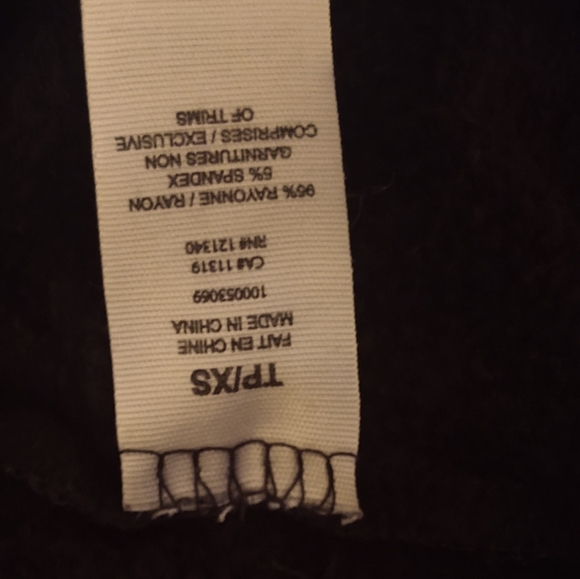 TP/XS
FAIT EN CHINE
MADE IN CHINA
100053069
CA# 11319
RN# 121340
95% RAYONNE / RAYON
5% SPANDEX
GARNITURES NON
COMPRISES / EXCLUSIVE
OF TRIMS